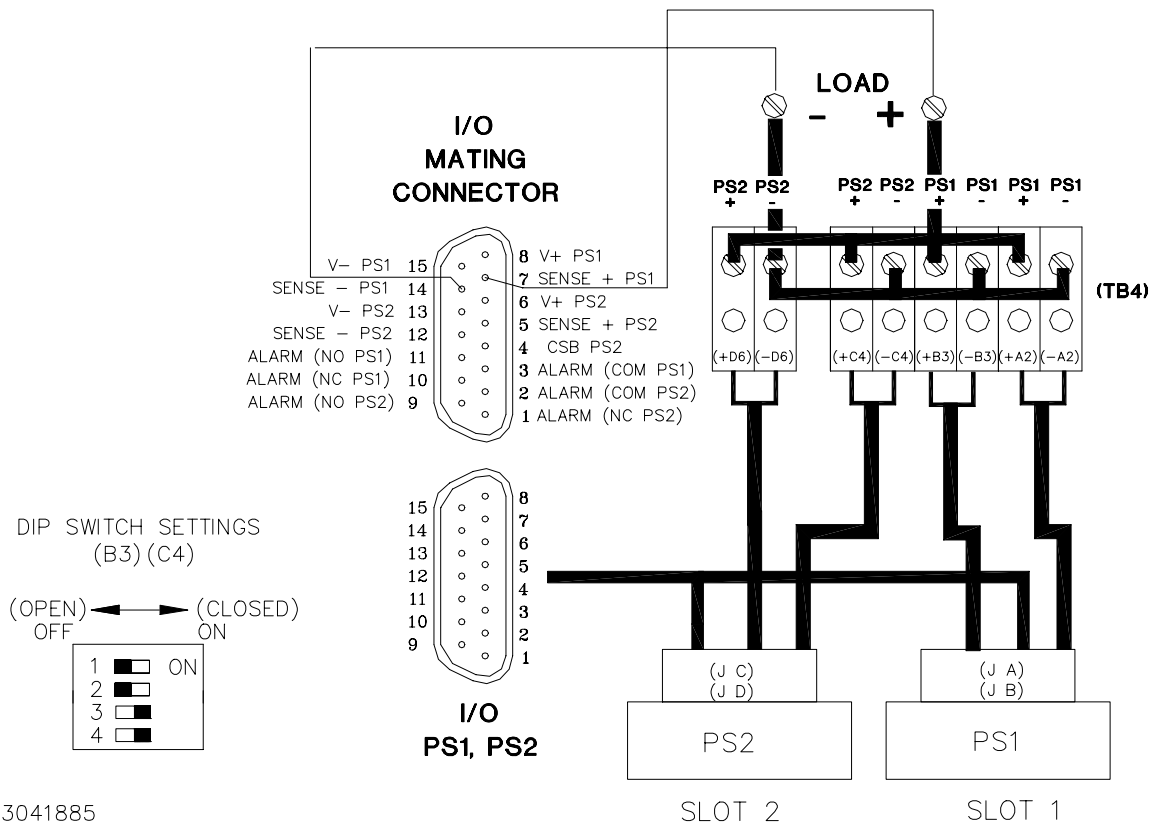 LOAD
- +
I/O
MATING
CONNECTOR
PS2 PS2 PS2 PS2 PS1 PS1 PS1 PS1
+ - + - + - + -
V- PS1 15
SENSE - PS1 14
V- PS2 13
SENSE - PS2 12
ALARM (NO PS1) 11
ALARM (NC PS1) 10
ALARM (NO PS2) 9
8 V+ PS1
7 SENSE + PS1
6 V+ PS2
5 SENSE + PS2
4 CSB PS2
3 ALARM (COM PS1)
2 ALARM (COM PS2)
1 ALARM (NC PS2)
(TB4)
(+D6) (-D6) (+C4) (-C4) (+B3) (-B3) (+A2) (-A2)
15
14
13
12
11
10
9
8
7
6
5
4
3
2
1
I/O
PS1, PS2
DIP SWITCH SETTINGS
(B3) (C4)
(OPEN) (CLOSED)
OFF ON
1 ON
2
3
4
(J C)
(J D)
PS2
SLOT 2
(J A)
(J B)
PS1
SLOT 1
3041885